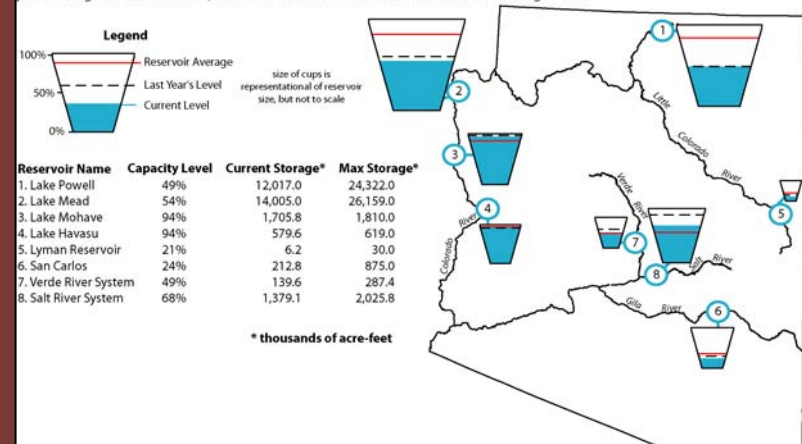 Legend
100%
50%
0%
Reservoir Average
Last Year's Level
Current Level
size of cups is
representational of reservoir
size, but not to scale
Reservoir Name Capacity Level Current Storage* Max Storage*
1. Lake Powell 49% 12,017.0 24,322.0
2. Lake Mead 54% 14,005.0 26,159.0
3. Lake Mohave 94% 1,705.8 1,810.0
4. Lake Havasu 94% 579.6 619.0
5. Lyman Reservoir 21% 6.2 30.0
6. San Carlos 24% 212.8 875.0
7. Verde River System 49% 139.6 287.4
8. Salt River System 68% 1,379.1 2,025.8
* thousands of acre-feet
1
2
3
4
5
6
7
8
Little
Colorado
River
Verde
River
Salt
River
Gila
River
Colorado
River